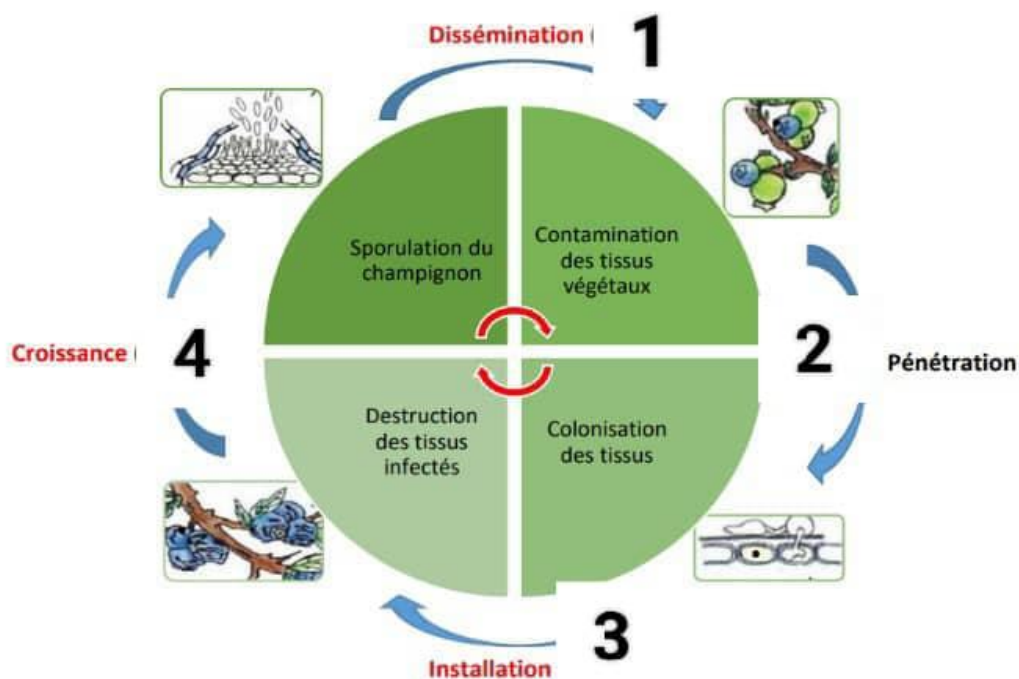 Dissémination (
1
Sporulation du
champignon
Contamination
des tissus
végétaux
Croissance (
4
2
Pénétration
Destruction
des tissus
infectés
Colonisation
des tissus
3
Installation